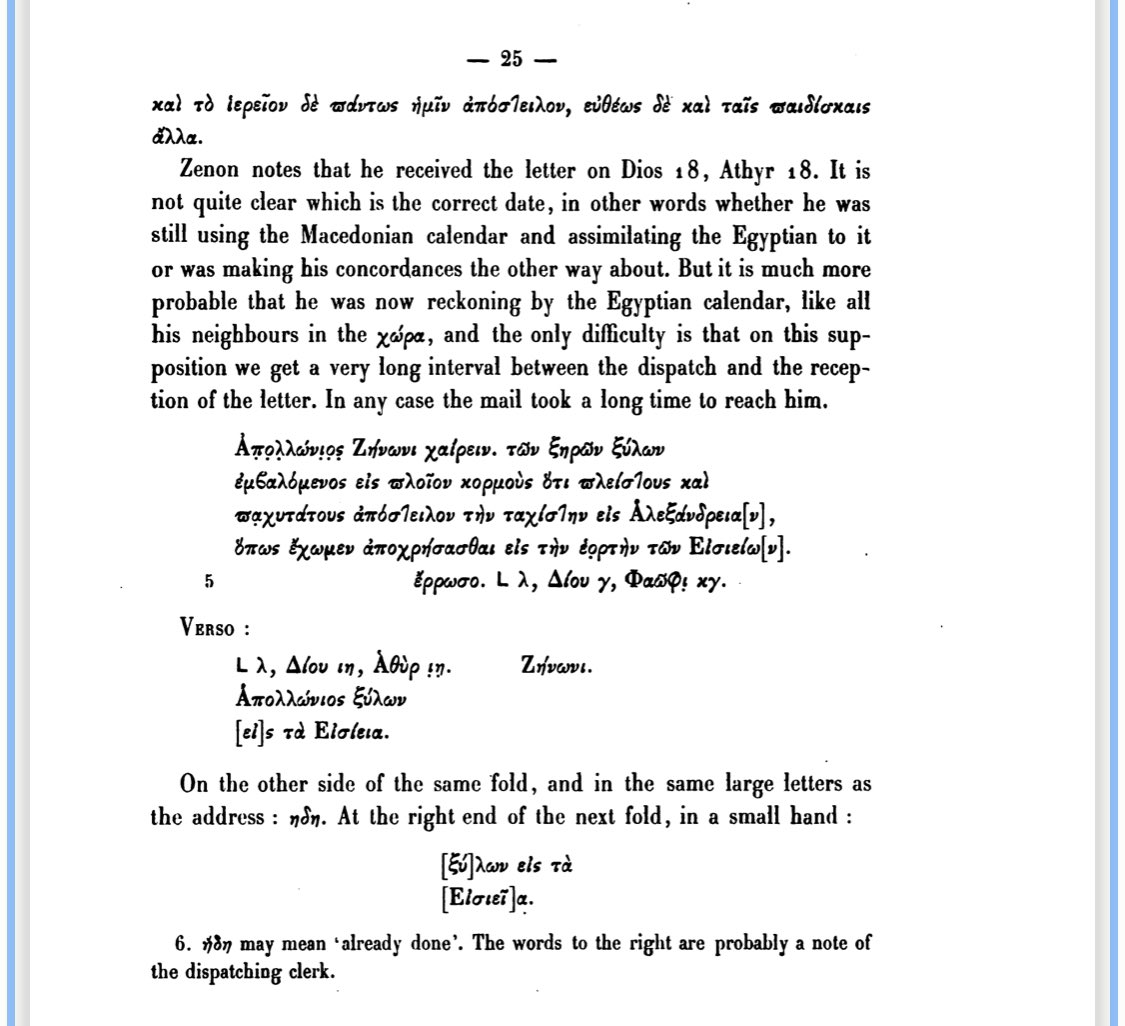 — 25 —
καὶ τὸ ἱερεῖον δὲ πάντως ἡμῖν ἀπόστειλον, εὐθέως δὲ καὶ ταῖς παιδίσκαις
ἄλλα.
Zenon notes that he received the letter on Dios 18, Athyr 18. It is
not quite clear which is the correct date, in other words whether he was
still using the Macedonian calendar and assimilating the Egyptian to it
or was making his concordances the other way about. But it is much more
probable that he was now reckoning by the Egyptian calendar, like all
his neighbours in the χώρα, and the only difficulty is that on this sup-
position we get a very long interval between the dispatch and the recep-
tion of the letter. In any case the mail took a long time to reach him.
Ἀπ̣ο̣λ̣λώνι̣ο̣ς̣ Ζήνωνι χαίρειν. τῶν ξηρῶν ξύλων
ἐμβαλόμενος εἰς πλοῖον κορμοὺς ὅτι πλείστους καὶ
πα̣χυτάτους ἀπόστειλον τὴν ταχίστην εἰς Ἀλεξάνδρεια[ν],
ὅπως ἔχωμεν ἀποχρήσασθαι εἰς τὴν ἑο̣ρτὴν τῶν Εἰσιείω[ν].
5 ἔρρωσο. L λ, Δίου γ, Φαῶφι̣ κγ.
VERSO :
L λ, Δίου ιη, Ἁθὺρ ι̣η̣. Ζήνωνι.
Ἀπολλώνιος ξύλων
[εἰ]ς τὰ Εἰσίεια.
On the other side of the same fold, and in the same large letters as
the address : ηδη. At the right end of the next fold, in a small hand :
[ξύ]λων εἰς τὰ
[Εἰσιεῖ]α̣.
6. ἤδη may mean ‘already done’. The words to the right are probably a note of
the dispatching clerk.